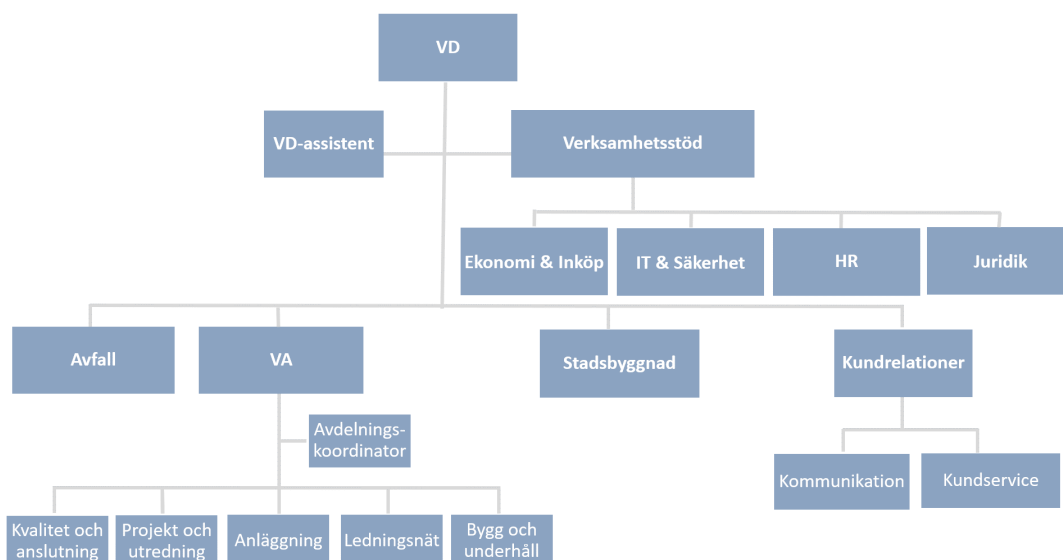 VD
VD-assistent
Verksamhetsstöd
Ekonomi & Inköp
IT & Säkerhet
HR
Juridik
Avfall
VA
Stadsbyggnad
Kundrelationer
Avdelnings-
koordinator
Kommunikation
Kundservice
Kvalitet och
anslutning
Projekt och
utredning
Anläggning
Ledningsnät
Bygg och
underhåll